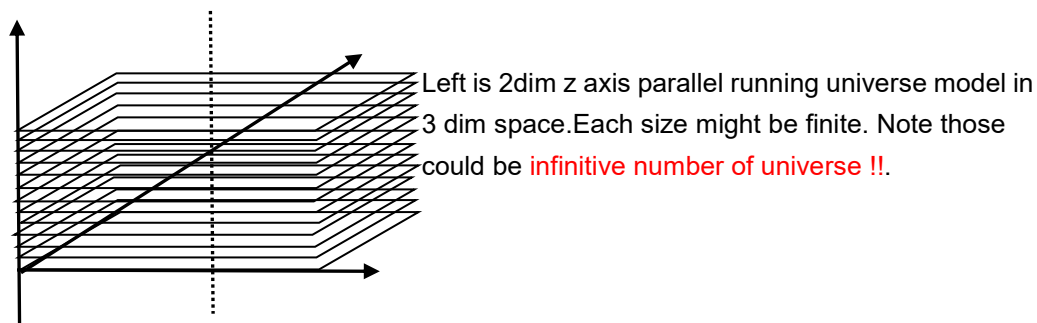 Left is 2dim z axis parallel running universe model in
3 dim space.Each size might be finite. Note those
could be infinitive number of universe !!.